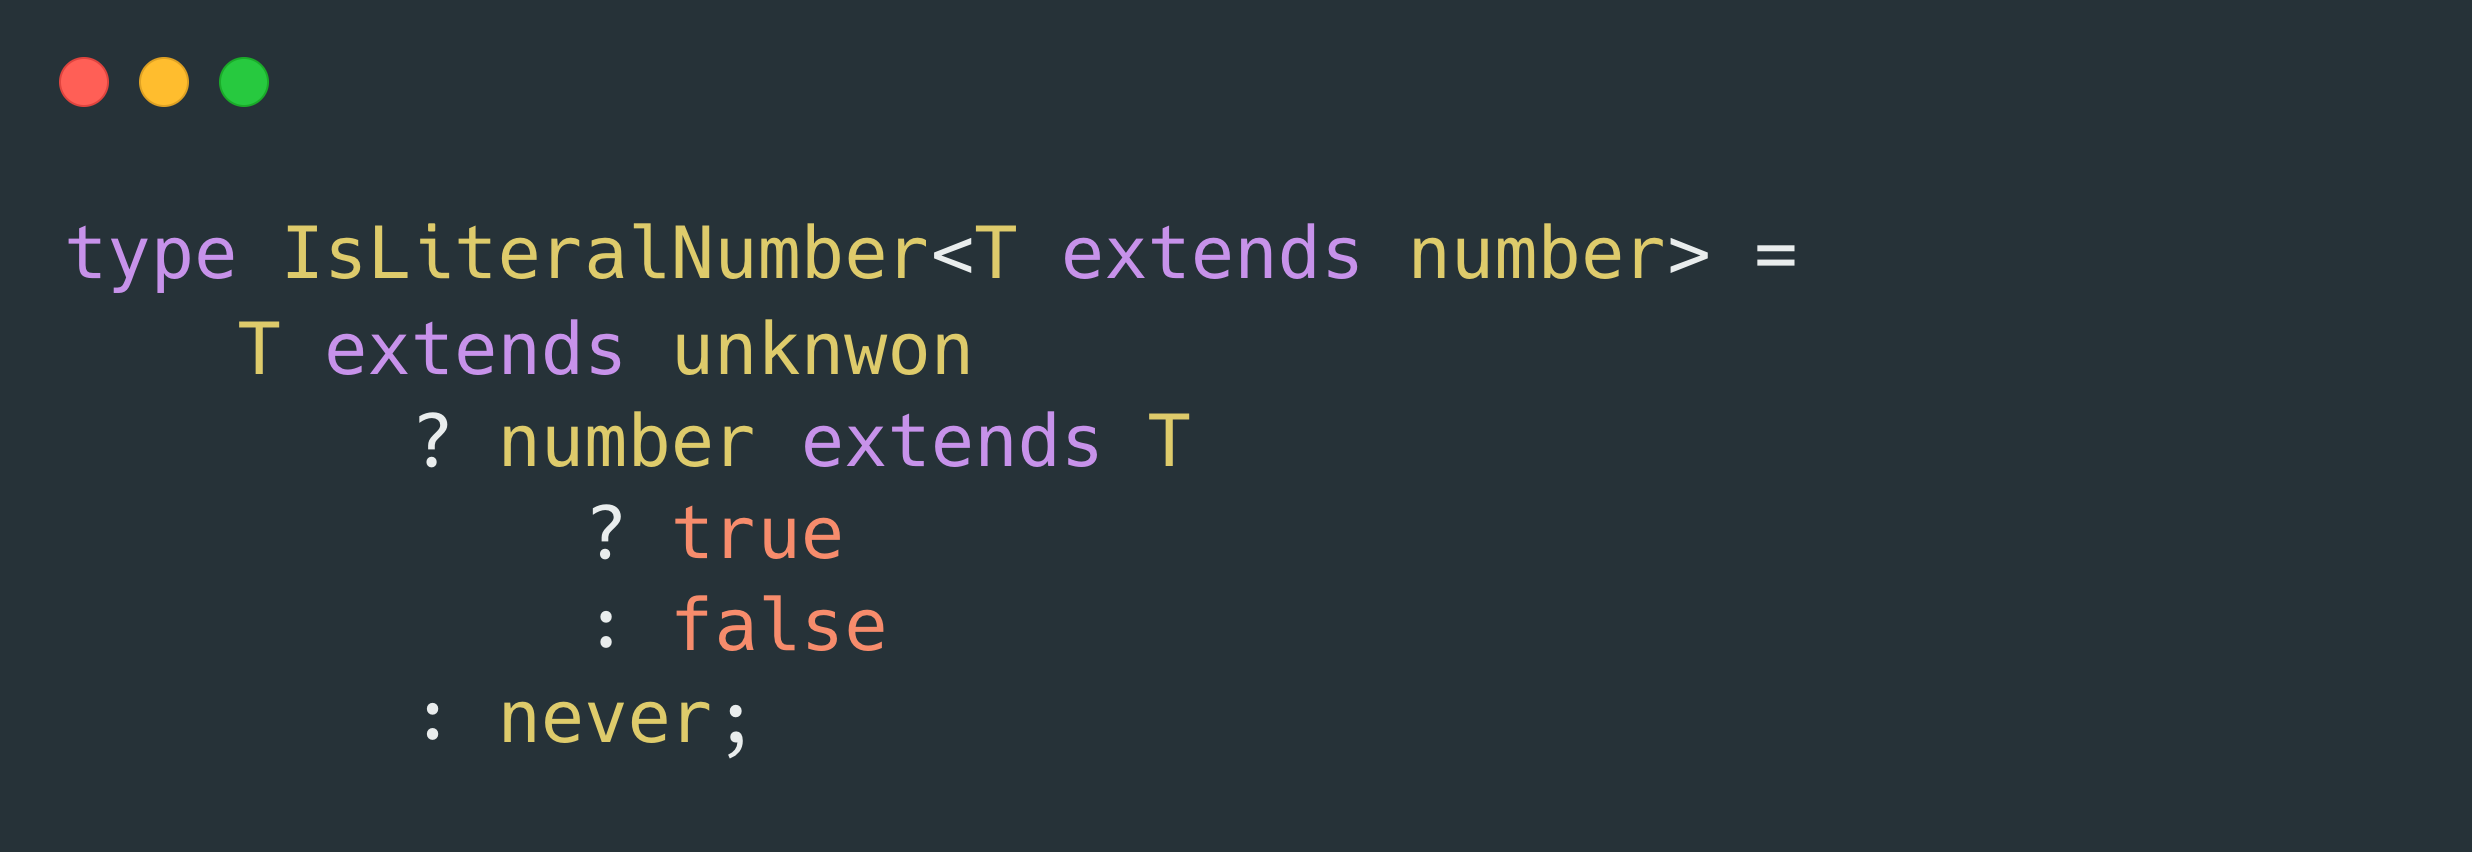 type IsLiteralNumber<T extends number> =
    T extends unknwon
        ? number extends T
            ? true
            : false
        : never;